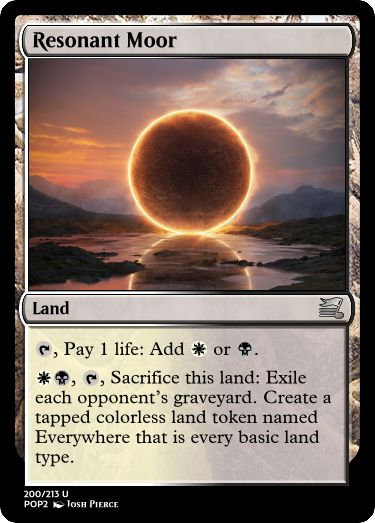 Resonant Moor
Land
, Pay 1 life: Add or .
, , Sacrifice this land: Exile
each opponent's graveyard. Create a
tapped colorless land token named
Everywhere that is every basic land
type.
200/213 U
POP2 Josh Pierce